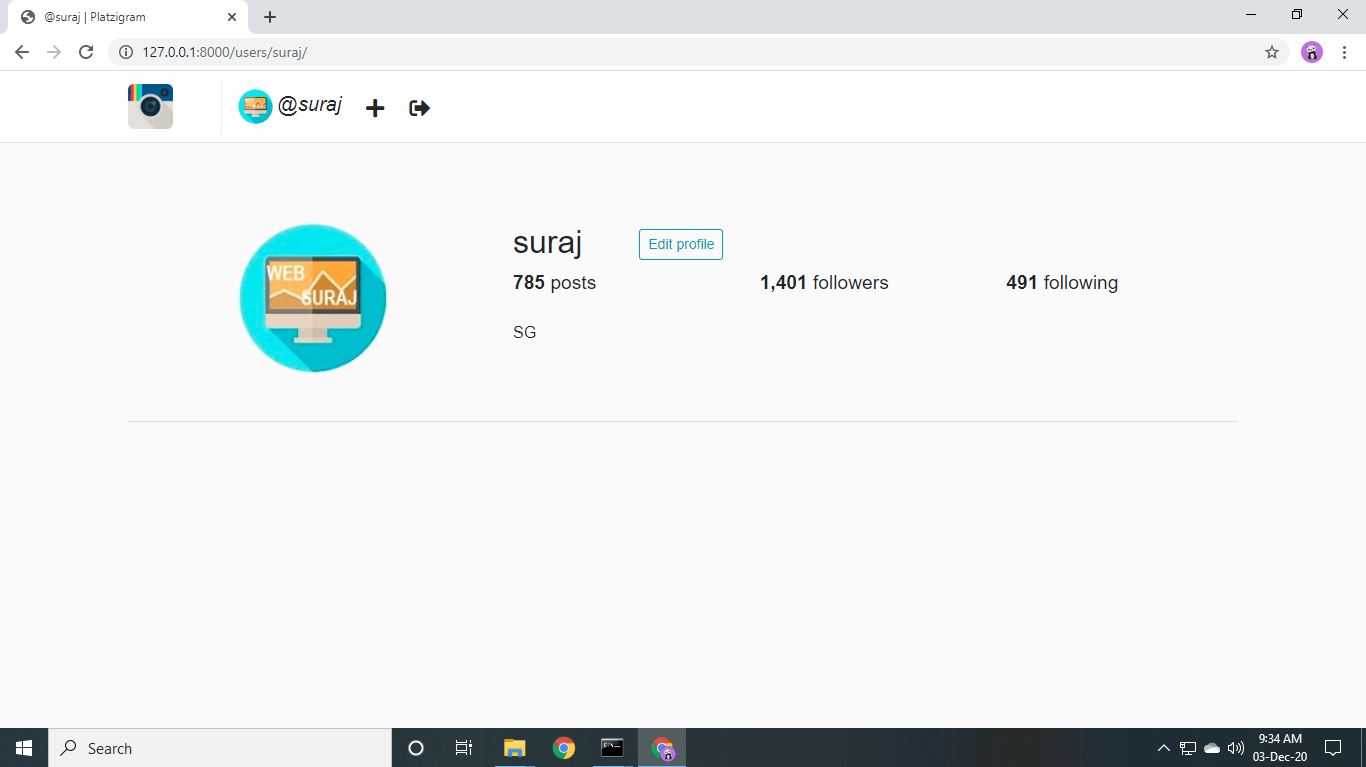 @suraj | Platzigram
127.0.0.1:8000/users/suraj/
@suraj
WEB
SURAJ
suraj
Edit profile
785 posts
1,401 followers
491 following
SG
Search
9:34 AM
03-Dec-20